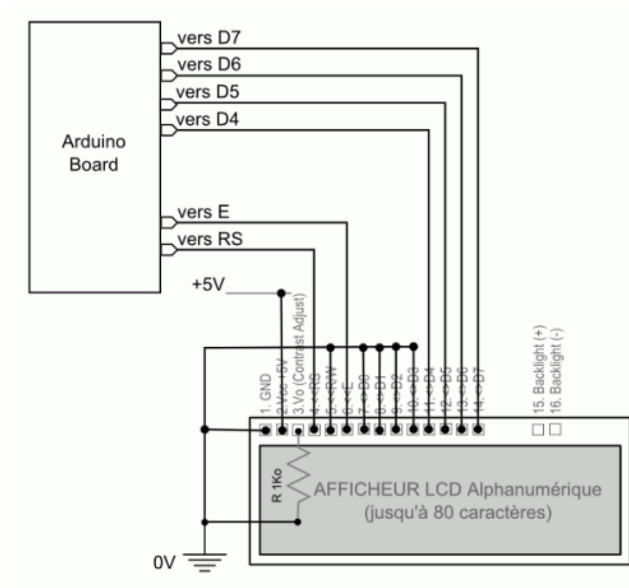 vers D7
vers D6
vers D5
vers D4
Arduino
Board
vers E
vers RS
+5V
1. GND
2.Vcc +5V
3.Vo (Contrast Adjust)
4.<<RS
5.<<R/W
6.<<E
7.<>D0
8.<>D1
9.<>D2
10.<>D3
11.<>D4
12.<>D5
13.<>D6
14.<>D7
15. Backlight (+)
16. Backlight (-)
R 1Ko
AFFICHEUR LCD Alphanumérique
(jusqu'à 80 caractères)
0V